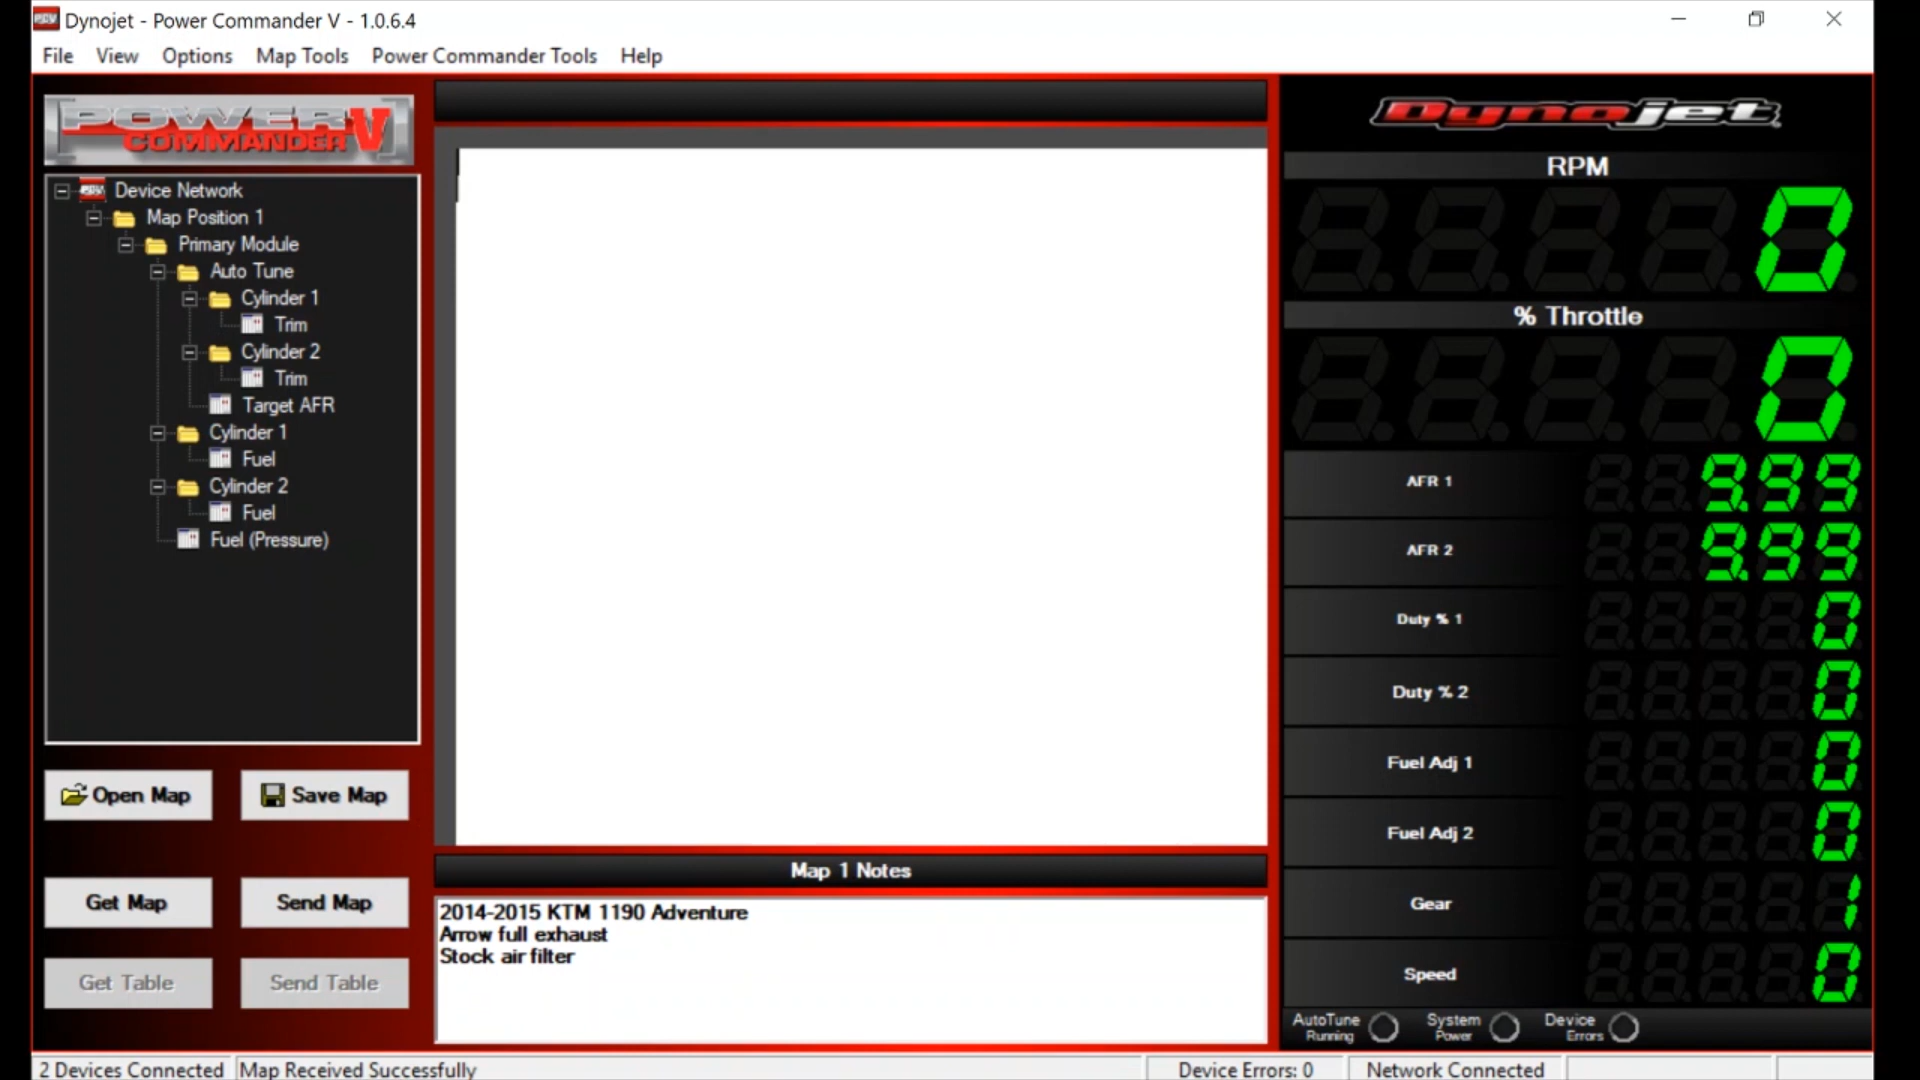 Dynojet - Power Commander V - 1.0.6.4
File View Options Map Tools Power Commander Tools Help
POWER V
COMMANDER
Device Network
Map Position 1
Primary Module
Auto Tune
Cylinder 1
Trim
Cylinder 2
Trim
Target AFR
Cylinder 1
Fuel
Cylinder 2
Fuel
Fuel (Pressure)
Open Map Save Map
Get Map Send Map
Get Table Send Table
Map 1 Notes
2014-2015 KTM 1190 Adventure
Arrow full exhaust
Stock air filter
Dynojet
RPM
0
% Throttle
0
AFR 1 9.99
AFR 2 9.99
Duty % 1 0
Duty % 2 0
Fuel Adj 1 0
Fuel Adj 2 0
Gear 1
Speed 0
AutoTune Running System Power Device Errors
2 Devices Connected Map Received Successfully Device Errors: 0 Network Connected